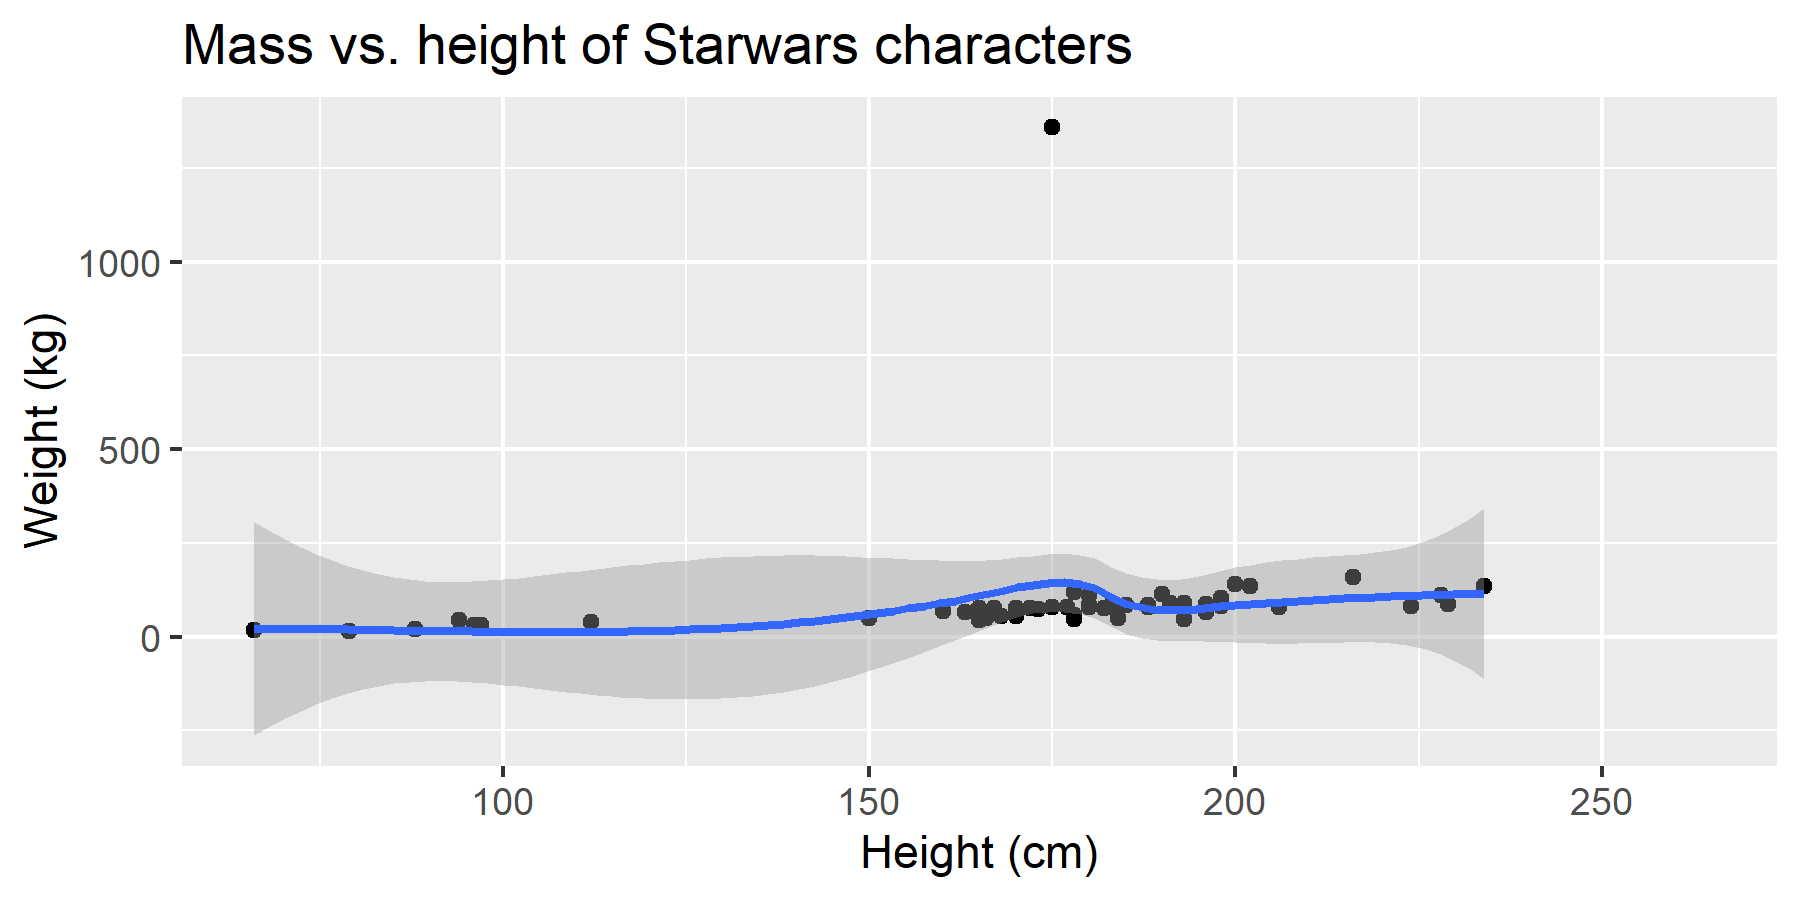 Mass vs. height of Starwars characters
Weight (kg)
1000
500
0
100 150 200 250
Height (cm)